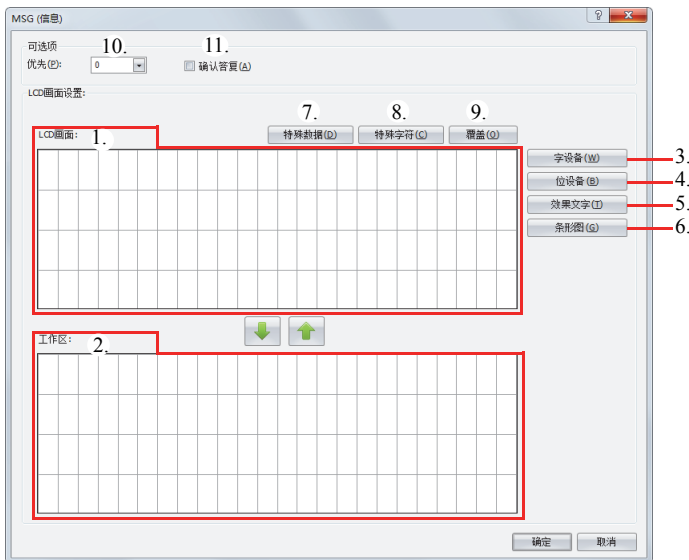 MSG (信息)
可选项
10.
11.
优先(P):
0
确认答复(A)
LCD画面设置:
7.
8.
9.
LCD画面:
1.
特殊数据(D)
特殊字符(C)
覆盖(O)
字设备(W)
3.
位设备(B)
4.
效果文字(T)
5.
条形图(G)
6.
工作区:
2.
确定
取消